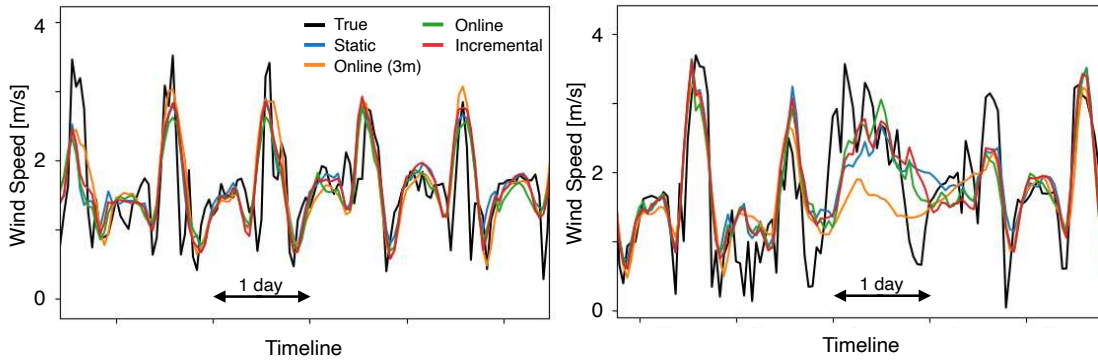 4
2
0
Wind Speed [m/s]
True
Static
Online (3m)
Online
Incremental
1 day
Timeline
4
2
0
Wind Speed [m/s]
1 day
Timeline